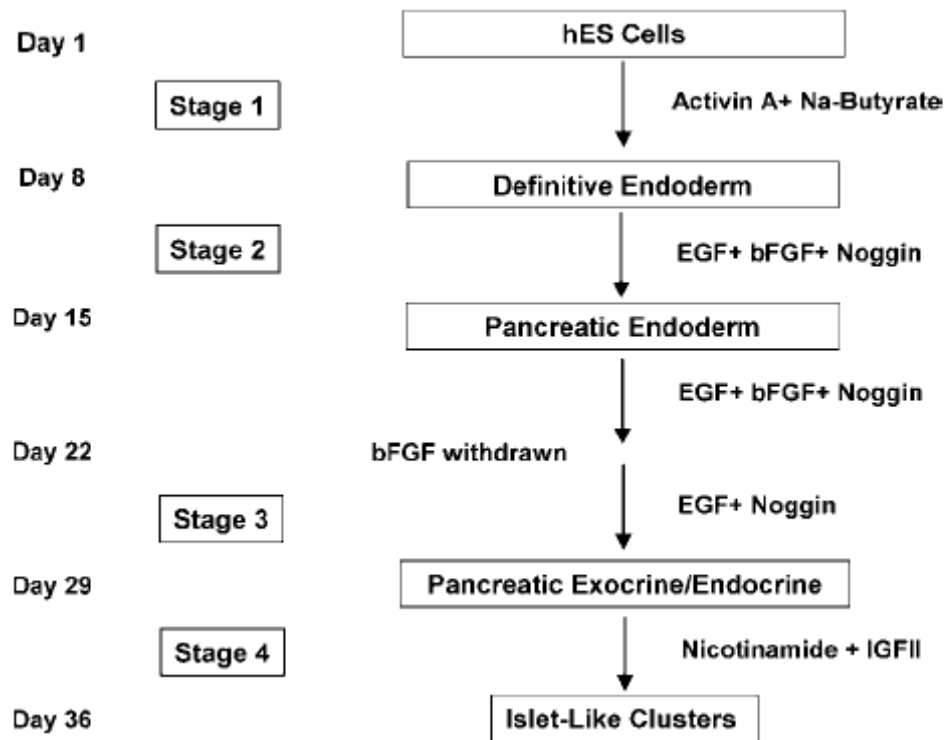 Day 1
hES Cells
Stage 1
Activin A+ Na-Butyrate
Day 8
Definitive Endoderm
Stage 2
EGF+ bFGF+ Noggin
Day 15
Pancreatic Endoderm
EGF+ bFGF+ Noggin
Day 22
bFGF withdrawn
Stage 3
EGF+ Noggin
Day 29
Pancreatic Exocrine/Endocrine
Stage 4
Nicotinamide + IGFII
Day 36
Islet-Like Clusters